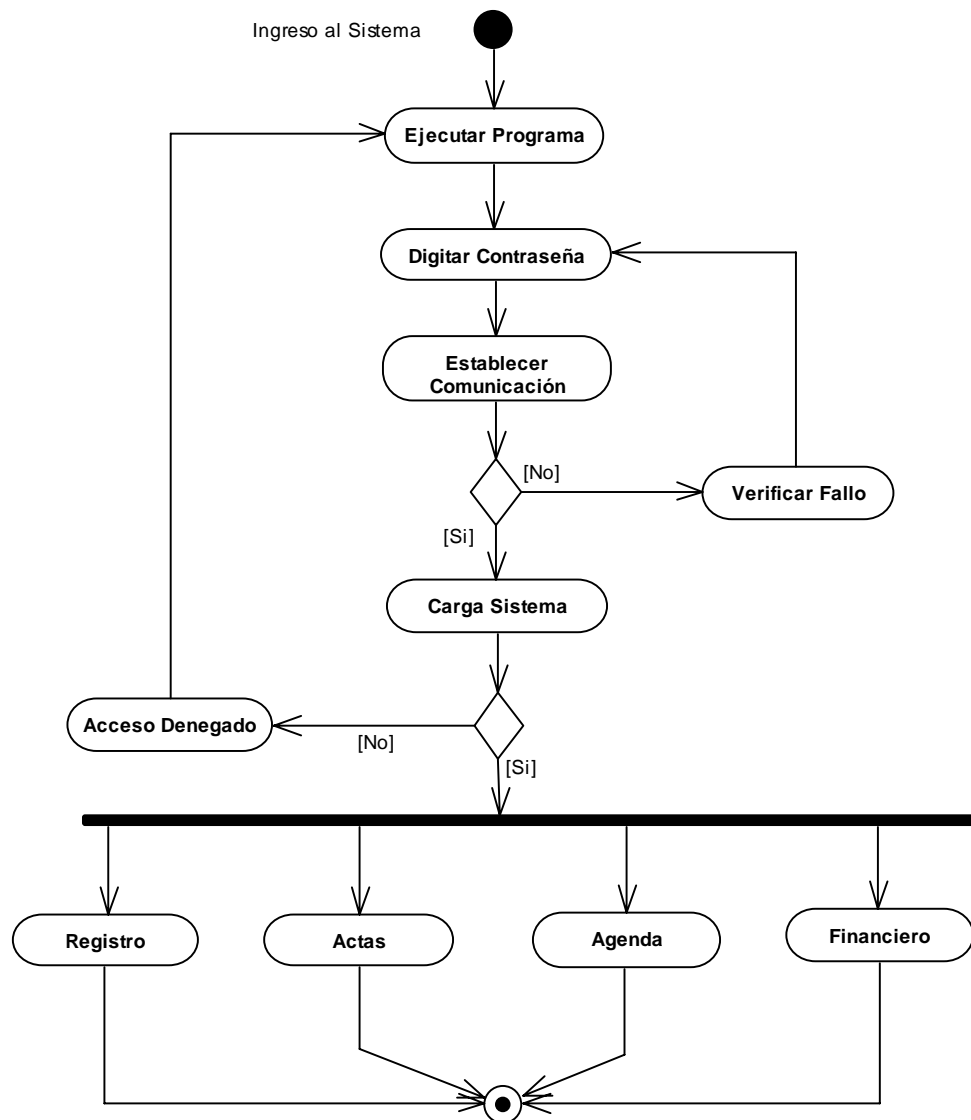 Ingreso al Sistema
Ejecutar Programa
Digitar Contraseña
Establecer
Comunicación
[No]
Verificar Fallo
[Si]
Carga Sistema
Acceso Denegado
[No]
[Si]
Registro
Actas
Agenda
Financiero